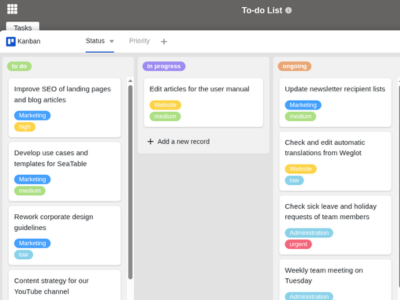 To-do List
Tasks
Kanban
Status
Priority
to do
Improve SEO of landing pages
and blog articles
Marketing
high
Develop use cases and
templates for SeaTable
Marketing
medium
Rework corporate design
guidelines
Marketing
low
Content strategy for our
YouTube channel
in progress
Edit articles for the user manual
Website
medium
Add a new record
ongoing
Update newsletter recipient lists
Marketing
medium
Check and edit automatic
translations from Weglot
Website
low
Check sick leave and holiday
requests of team members
Administration
urgent
Weekly team meeting on
Tuesday
Administration